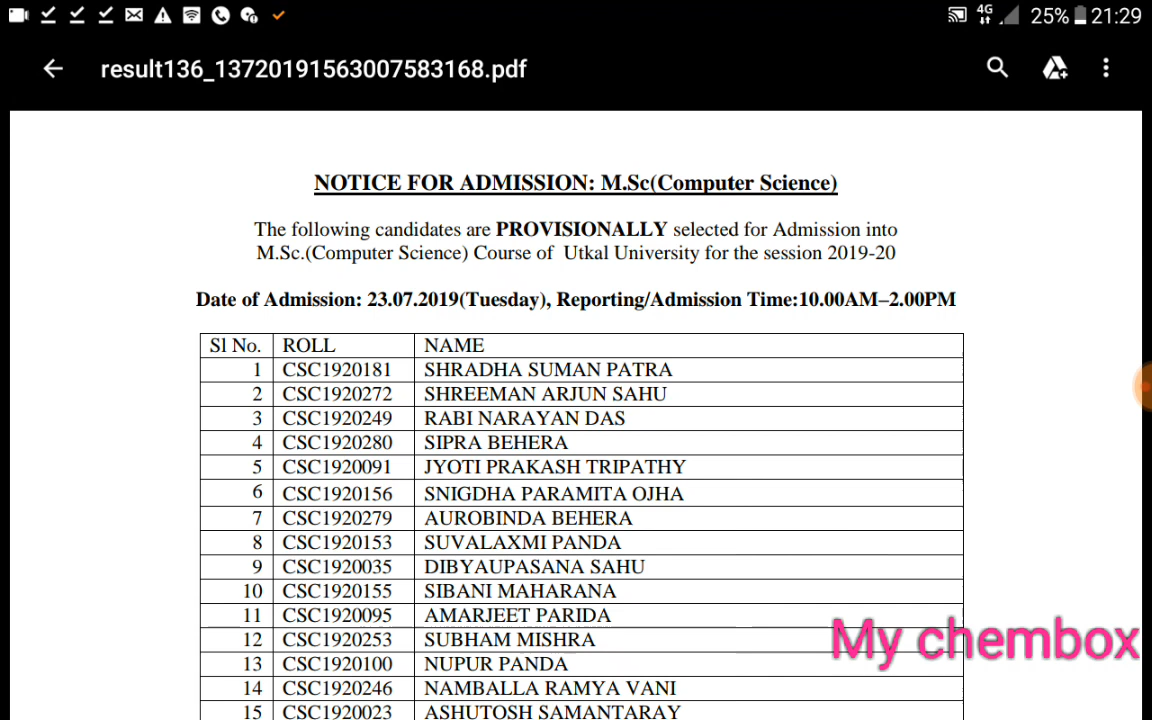 25% 21:29
4G
result136_13720191563007583168.pdf
NOTICE FOR ADMISSION: M.Sc(Computer Science)
The following candidates are PROVISIONALLY selected for Admission into
M.Sc.(Computer Science) Course of Utkal University for the session 2019-20
Date of Admission: 23.07.2019(Tuesday), Reporting/Admission Time:10.00AM–2.00PM
Sl No. ROLL NAME
1 CSC1920181 SHRADHA SUMAN PATRA
2 CSC1920272 SHREEMAN ARJUN SAHU
3 CSC1920249 RABI NARAYAN DAS
4 CSC1920280 SIPRA BEHERA
5 CSC1920091 JYOTI PRAKASH TRIPATHY
6 CSC1920156 SNIGDHA PARAMITA OJHA
7 CSC1920279 AUROBINDA BEHERA
8 CSC1920153 SUVALAXMI PANDA
9 CSC1920035 DIBYAUPASANA SAHU
10 CSC1920155 SIBANI MAHARANA
11 CSC1920095 AMARJEET PARIDA
12 CSC1920253 SUBHAM MISHRA
13 CSC1920100 NUPUR PANDA
14 CSC1920246 NAMBALLA RAMYA VANI
15 CSC1920023 ASHUTOSH SAMANTARAY
My chembox